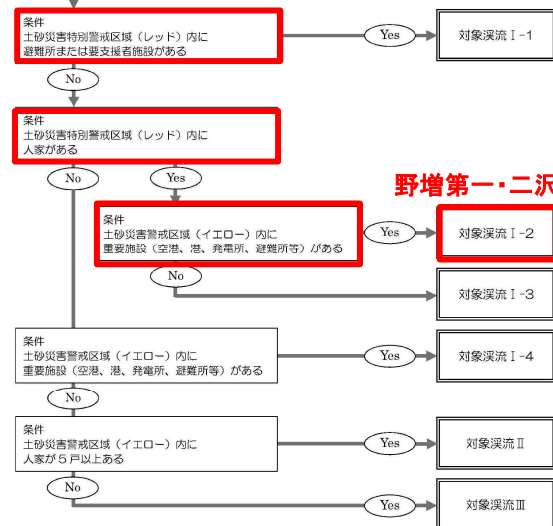 条件
土砂災害特別警戒区域（レッド）内に
避難所または要支援者施設がある
Yes
対象渓流Ⅰ-1
No
条件
土砂災害特別警戒区域（レッド）内に
人家がある
No
Yes
野増第一・二沢
条件
土砂災害警戒区域（イエロー）内に
重要施設（空港、港、発電所、避難所等）がある
Yes
対象渓流Ⅰ-2
No
対象渓流Ⅰ-3
条件
土砂災害警戒区域（イエロー）内に
重要施設（空港、港、発電所、避難所等）がある
Yes
対象渓流Ⅰ-4
No
条件
土砂災害警戒区域（イエロー）内に
人家が５戸以上ある
Yes
対象渓流Ⅱ
No
Yes
対象渓流Ⅲ